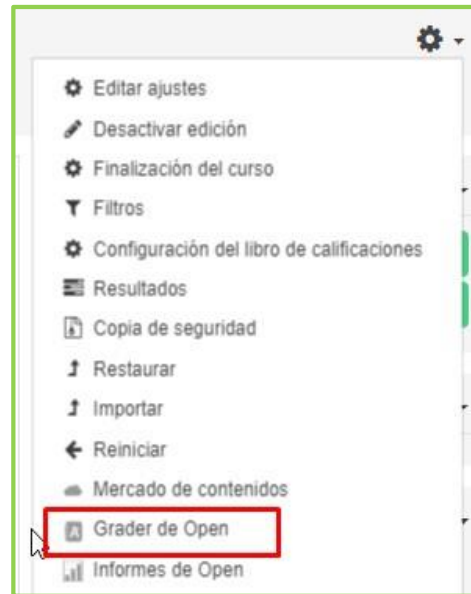 Editar ajustes
Desactivar edición
Finalización del curso
Filtros
Configuración del libro de calificaciones
Resultados
Copia de seguridad
Restaurar
Importar
Reiniciar
Mercado de contenidos
Grader de Open
Informes de Open